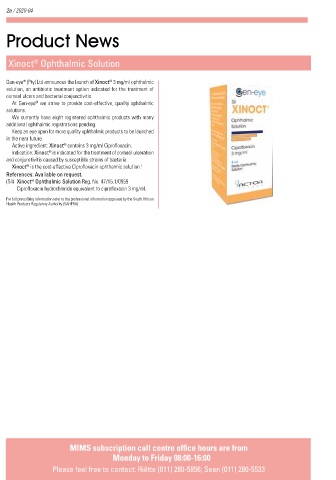 2a / 2020-04
Product News
Xinoct® Ophthalmic Solution
Gen-eye® (Pty) Ltd announces the launch of Xinoct® 3 mg/ml ophthalmic
solution, an antibiotic treatment option indicated for the treatment of
corneal ulcers and bacterial conjunctivitis.
At Gen-eye® we strive to provide cost-effective, quality ophthalmic
solutions.
We currently have eight registered ophthalmic products with many
additional ophthalmic registrations pending.
Keep an eye open for more quality ophthalmic products to be launched
in the near future.
Active ingredient: Xinoct® contains 3 mg/ml Ciprofloxacin.
Indication: Xinoct® is indicated for the treatment of corneal ulceration
and conjunctivitis caused by susceptible strains of bacteria.
Xinoct® is the cost-effective Ciprofloxacin ophthalmic solution.¹
References: Available on request.
Xinoct® Ophthalmic Solution Reg. No.
Ciprofloxacin hydrochloride equivalent to ciprofloxacin 3 mg/ml.
For full prescribing information refer to the professional information approved by the South African
Health Products Regulatory Authority (SAHPRA)
Gen-eye
XINOCT®
Ophthalmic
Solution
Ciprofloxacin
3 mg/ml
5 ml
Sterile Ophthalmic
Solution
ACTOR
MIMS subscription call centre office hours are from
Monday to Friday 08:00-16:00
Please feel free to contact: Riëtte (011) 280-5856; Sean (011) 280-5533